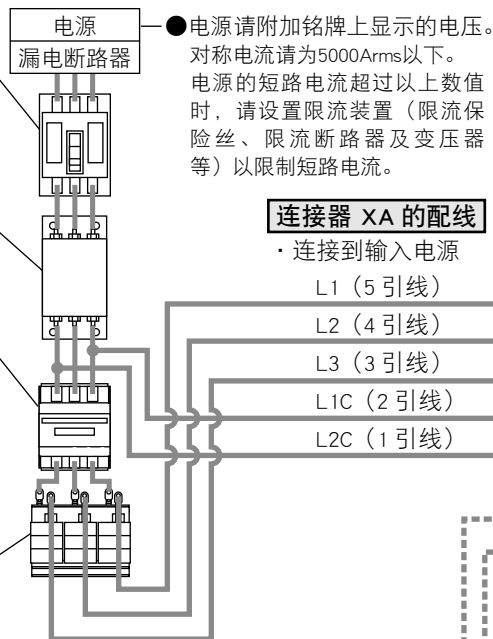 电源
漏电断路器
●电源请附加铭牌上显示的电压。
对称电流请为5000Arms以下。
电源的短路电流超过以上数值
时，请设置限流装置（限流保
险丝、限流断路器及变压器
等）以限制短路电流。
连接器 XA 的配线
・连接到输入电源
L1（5 引线）
L2（4 引线）
L3（3 引线）
L1C（2 引线）
L2C（1 引线）